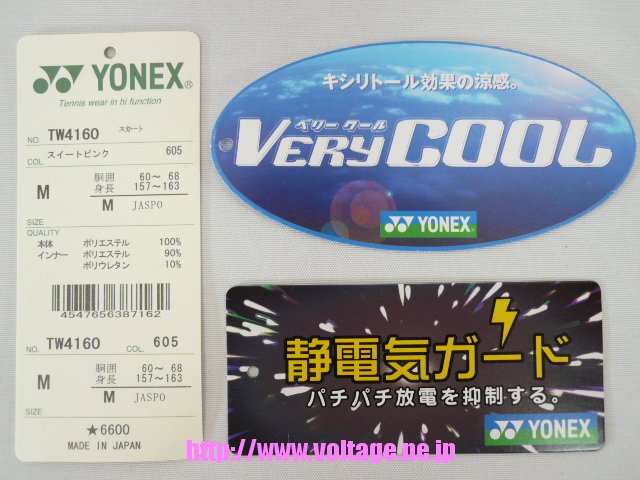 YONEX®
Tennis wear in hi function
NO. TW4160 スカート
COL. スイートピンク 605
M 胴囲 60～ 68
身長 157～163
M JASPO
SIZE
QUALITY
本体 ポリエステル 100%
インナー ポリエステル 90%
ポリウレタン 10%
4547656387162
NO. TW4160 COL. 605
M 胴囲 60～ 68
身長 157～163
M JASPO
SIZE
★6600
MADE IN JAPAN
キシリトール効果の涼感。
ベリー クール
VERYCOOL
YONEX®
静電気ガード
パチパチ放電を抑制する。
YONEX
http://www.voltage.ne.jp